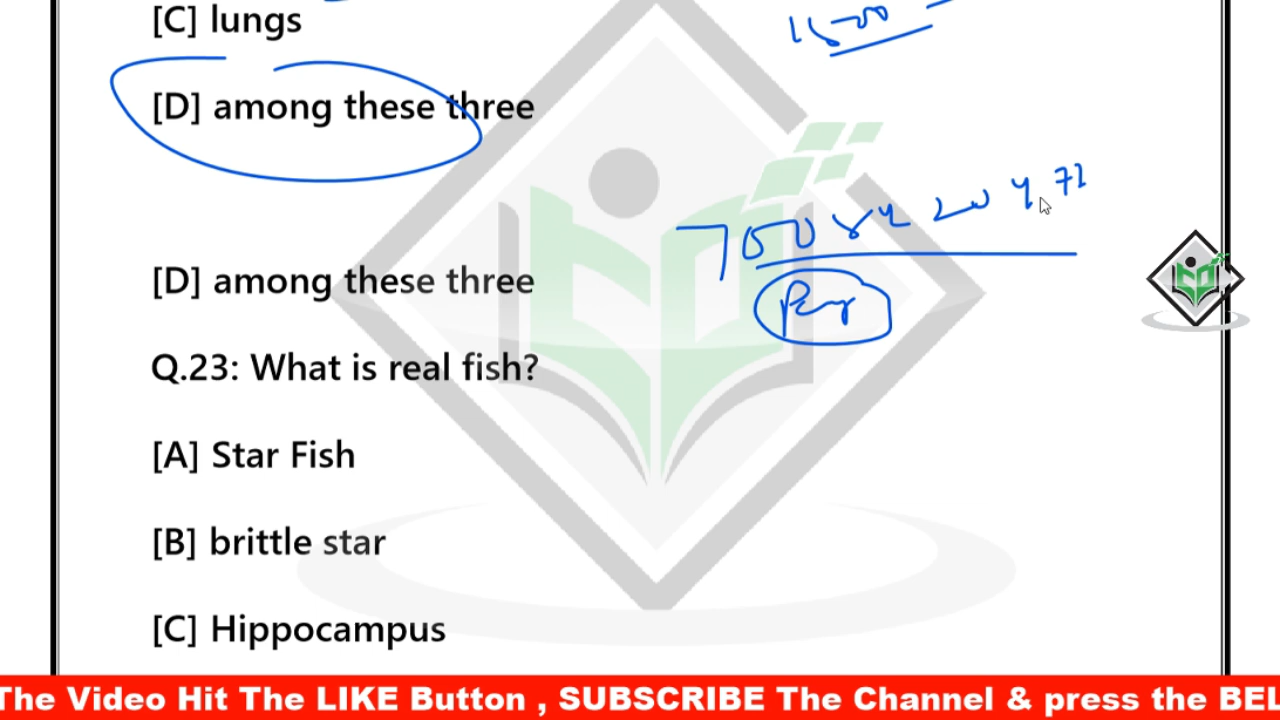 [C] lungs
1500
[D] among these three
[D] among these three
Q.23: What is real fish?
[A] Star Fish
[B] brittle star
[C] Hippocampus
The Video Hit The LIKE Button , SUBSCRIBE The Channel & press the BEL